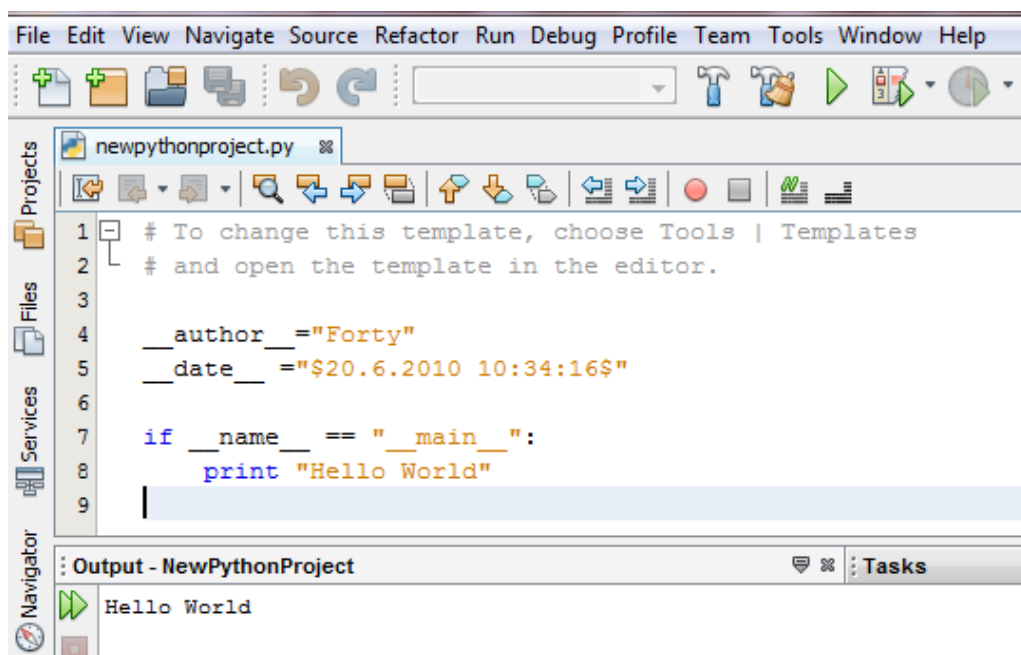 File Edit View Navigate Source Refactor Run Debug Profile Team Tools Window Help
newpythonproject.py
Projects
Files
Services
Navigator
1 # To change this template, choose Tools | Templates
2 # and open the template in the editor.
3
4 __author__="Forty"
5 __date__ ="$20.6.2010 10:34:16$"
6
7 if __name__ == "__main__":
8     print "Hello World"
9
Output - NewPythonProject
Tasks
Hello World